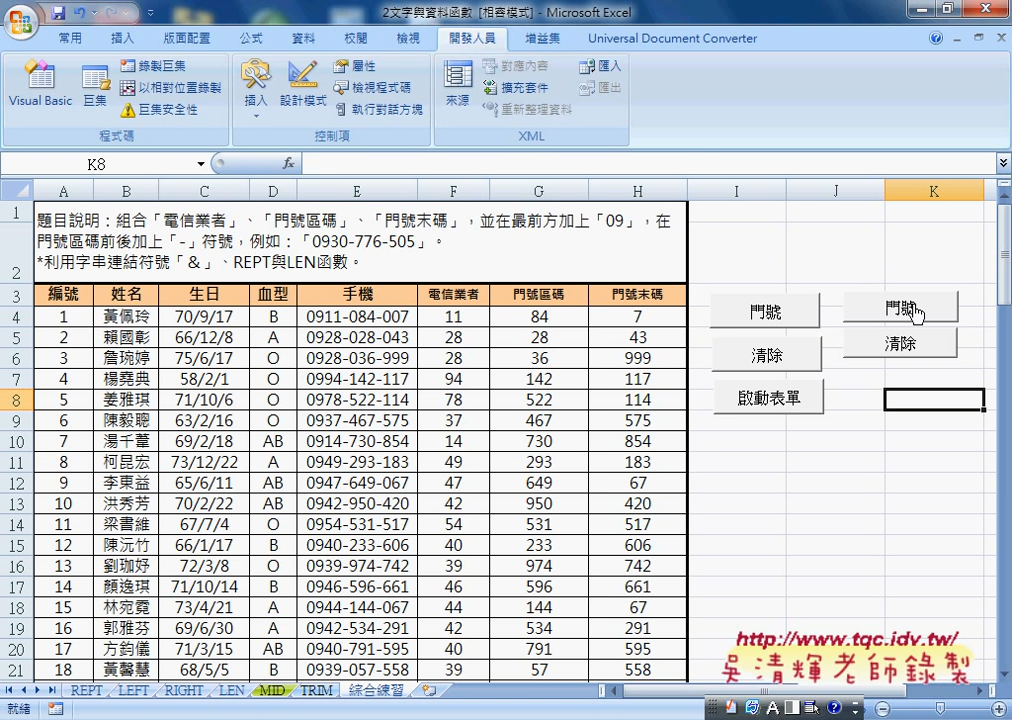 2文字與資料函數 [相容模式] - Microsoft Excel
常用 插入 版面配置 公式 資料 校閱 檢視 開發人員 增益集 Universal Document Converter
Visual Basic 巨集 錄製巨集 以相對位置錄製 巨集安全性 程式碼
插入 設計模式 屬性 檢視程式碼 執行對話方塊 控制項
來源 對應內容 擴充套件 重新整理資料 匯入 匯出 XML
K8 fx
A B C D E F G H I J K
1 題目說明：組合「電信業者」、「門號區碼」、「門號末碼」，並在最前方加上「09」，在
門號區碼前後加上「-」符號，例如：「0930-776-505」。
2 *利用字串連結符號「＆」、REPT與LEN函數。
3 編號 姓名 生日 血型 手機 電信業者 門號區碼 門號末碼
4 1 黃佩玲 70/9/17 B 0911-084-007 11 84 7
5 2 賴國彰 66/12/8 A 0928-028-043 28 28 43
6 3 詹琬婷 75/6/17 O 0928-036-999 28 36 999
7 4 楊堯典 58/2/1 O 0994-142-117 94 142 117
8 5 姜雅琪 71/10/6 O 0978-522-114 78 522 114
9 6 陳毅聰 63/2/16 O 0937-467-575 37 467 575
10 7 湯千葦 69/2/18 AB 0914-730-854 14 730 854
11 8 柯昆宏 73/12/22 A 0949-293-183 49 293 183
12 9 李東益 65/6/11 AB 0947-649-067 47 649 67
13 10 洪秀芳 70/2/22 AB 0942-950-420 42 950 420
14 11 梁書維 67/7/4 O 0954-531-517 54 531 517
15 12 陳沅竹 66/1/17 B 0940-233-606 40 233 606
16 13 劉珈妤 72/3/8 O 0939-974-742 39 974 742
17 14 顏逸琪 71/10/14 B 0946-596-661 46 596 661
18 15 林宛霓 73/4/21 A 0944-144-067 44 144 67
19 16 郭雅芬 69/6/30 A 0942-534-291 42 534 291
20 17 方鈞儀 71/3/15 AB 0940-791-595 40 791 595
21 18 黃馨慧 68/5/5 B 0939-057-558 39 57 558
門號 門號
清除 清除
啟動表單
http://www.tqc.idv.tw/
吳清輝老師錄製
REPT LEFT RIGHT LEN MID TRIM 綜合練習
就緒